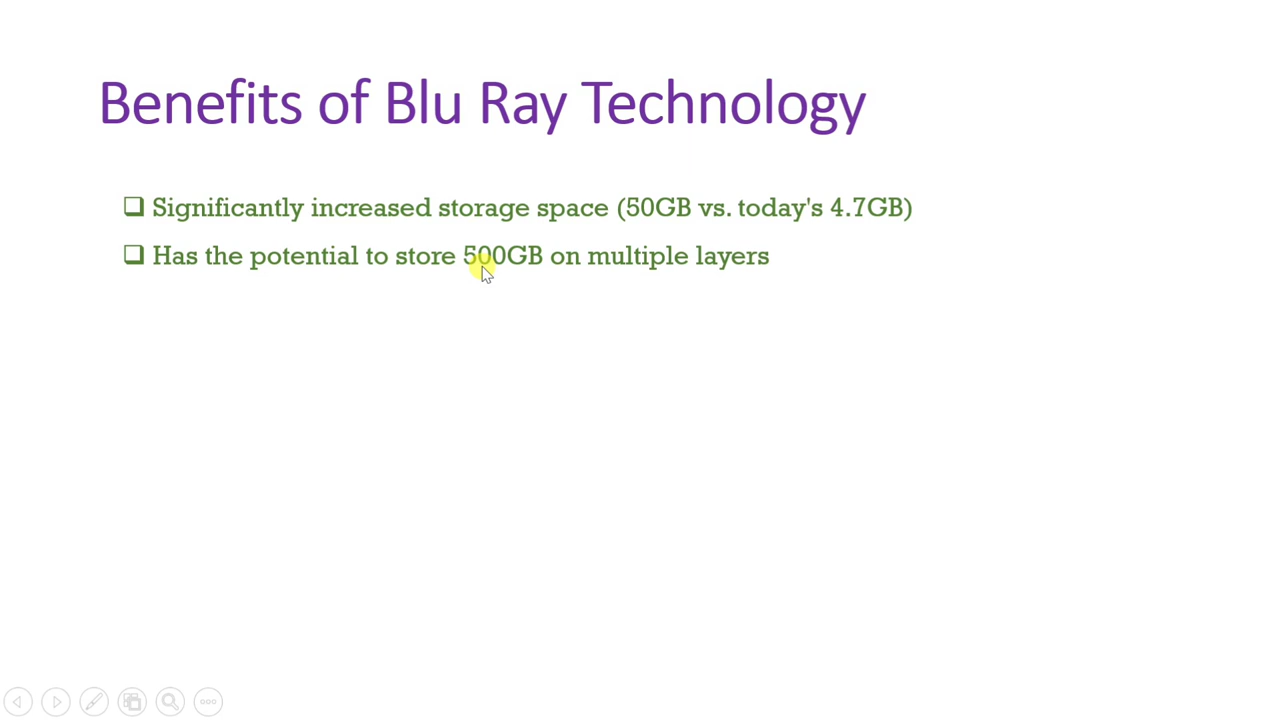 Benefits of Blu Ray Technology
Significantly increased storage space (50GB vs. today's 4.7GB)
Has the potential to store 500GB on multiple layers